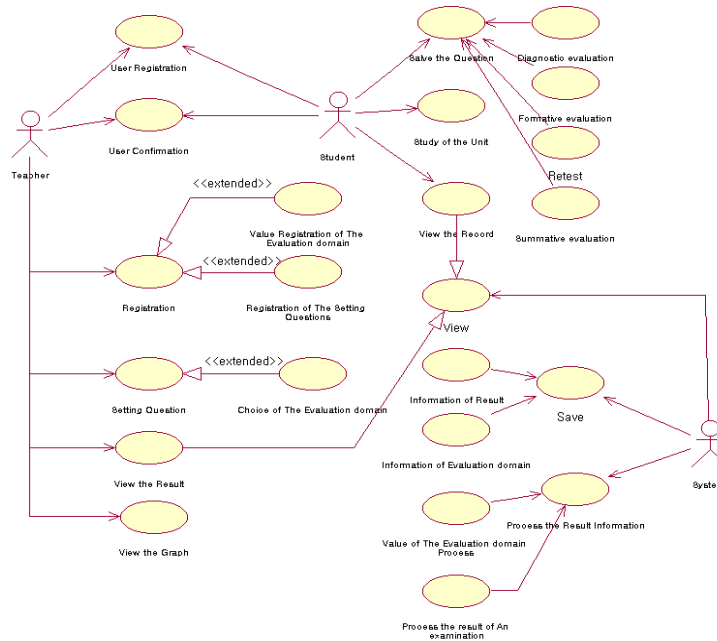 User Registration
Salve the Question
Diagnostic evaluation
Formative evaluation
User Confirmation
Teacher
Student
Study of the Unit
Retest
<<extended>>
Value Registration of The
Evaluation domain
View the Record
Summative evaluation
<<extended>>
Registration
Registration of The Setting
Questions
View
<<extended>>
Setting Question
Choice of The Evaluation domain
Information of Result
Save
Information of Evaluation domain
View the Result
Syste
Process the Result Information
Value of The Evaluation domain
Process
View the Graph
Process the result of An
examination